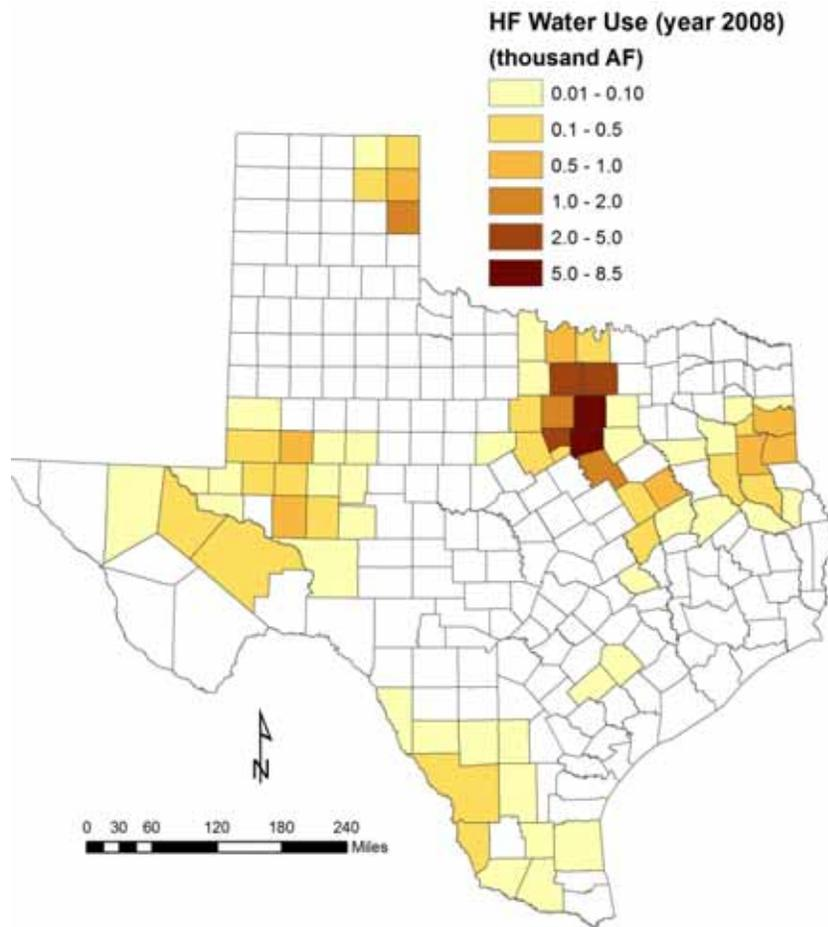 HF Water Use (year 2008)
(thousand AF)
0.01 - 0.10
0.1 - 0.5
0.5 - 1.0
1.0 - 2.0
2.0 - 5.0
5.0 - 8.5
N
0 30 60 120 180 240
Miles